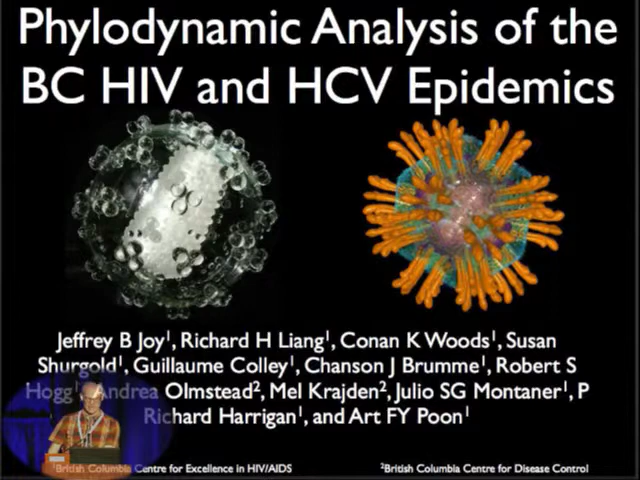 Phylodynamic Analysis of the
BC HIV and HCV Epidemics
Jeffrey B Joy¹, Richard H Liang¹, Conan K Woods¹, Susan
Shurgold¹, Guillaume Colley¹, Chanson J Brumme¹, Robert S
Hogg¹, Andrea Olmstead², Mel Krajden², Julio SG Montaner¹, P
Richard Harrigan¹, and Art FY Poon¹
¹British Columbia Centre for Excellence in HIV/AIDS
²British Columbia Centre for Disease Control